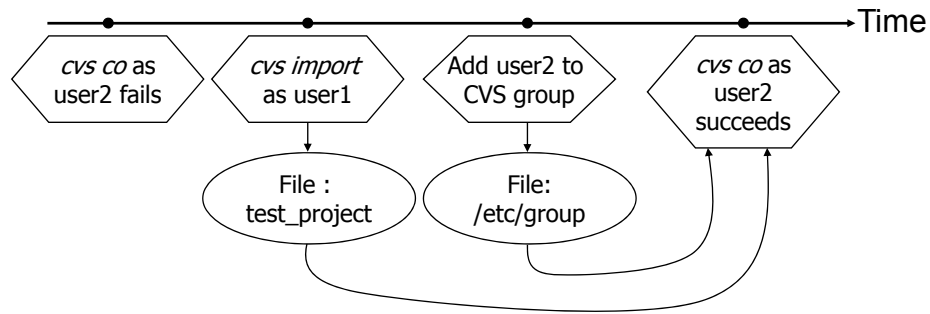 Time
cvs co as
user2 fails
cvs import
as user1
Add user2 to
CVS group
cvs co as
user2
succeeds
File :
test_project
File:
/etc/group